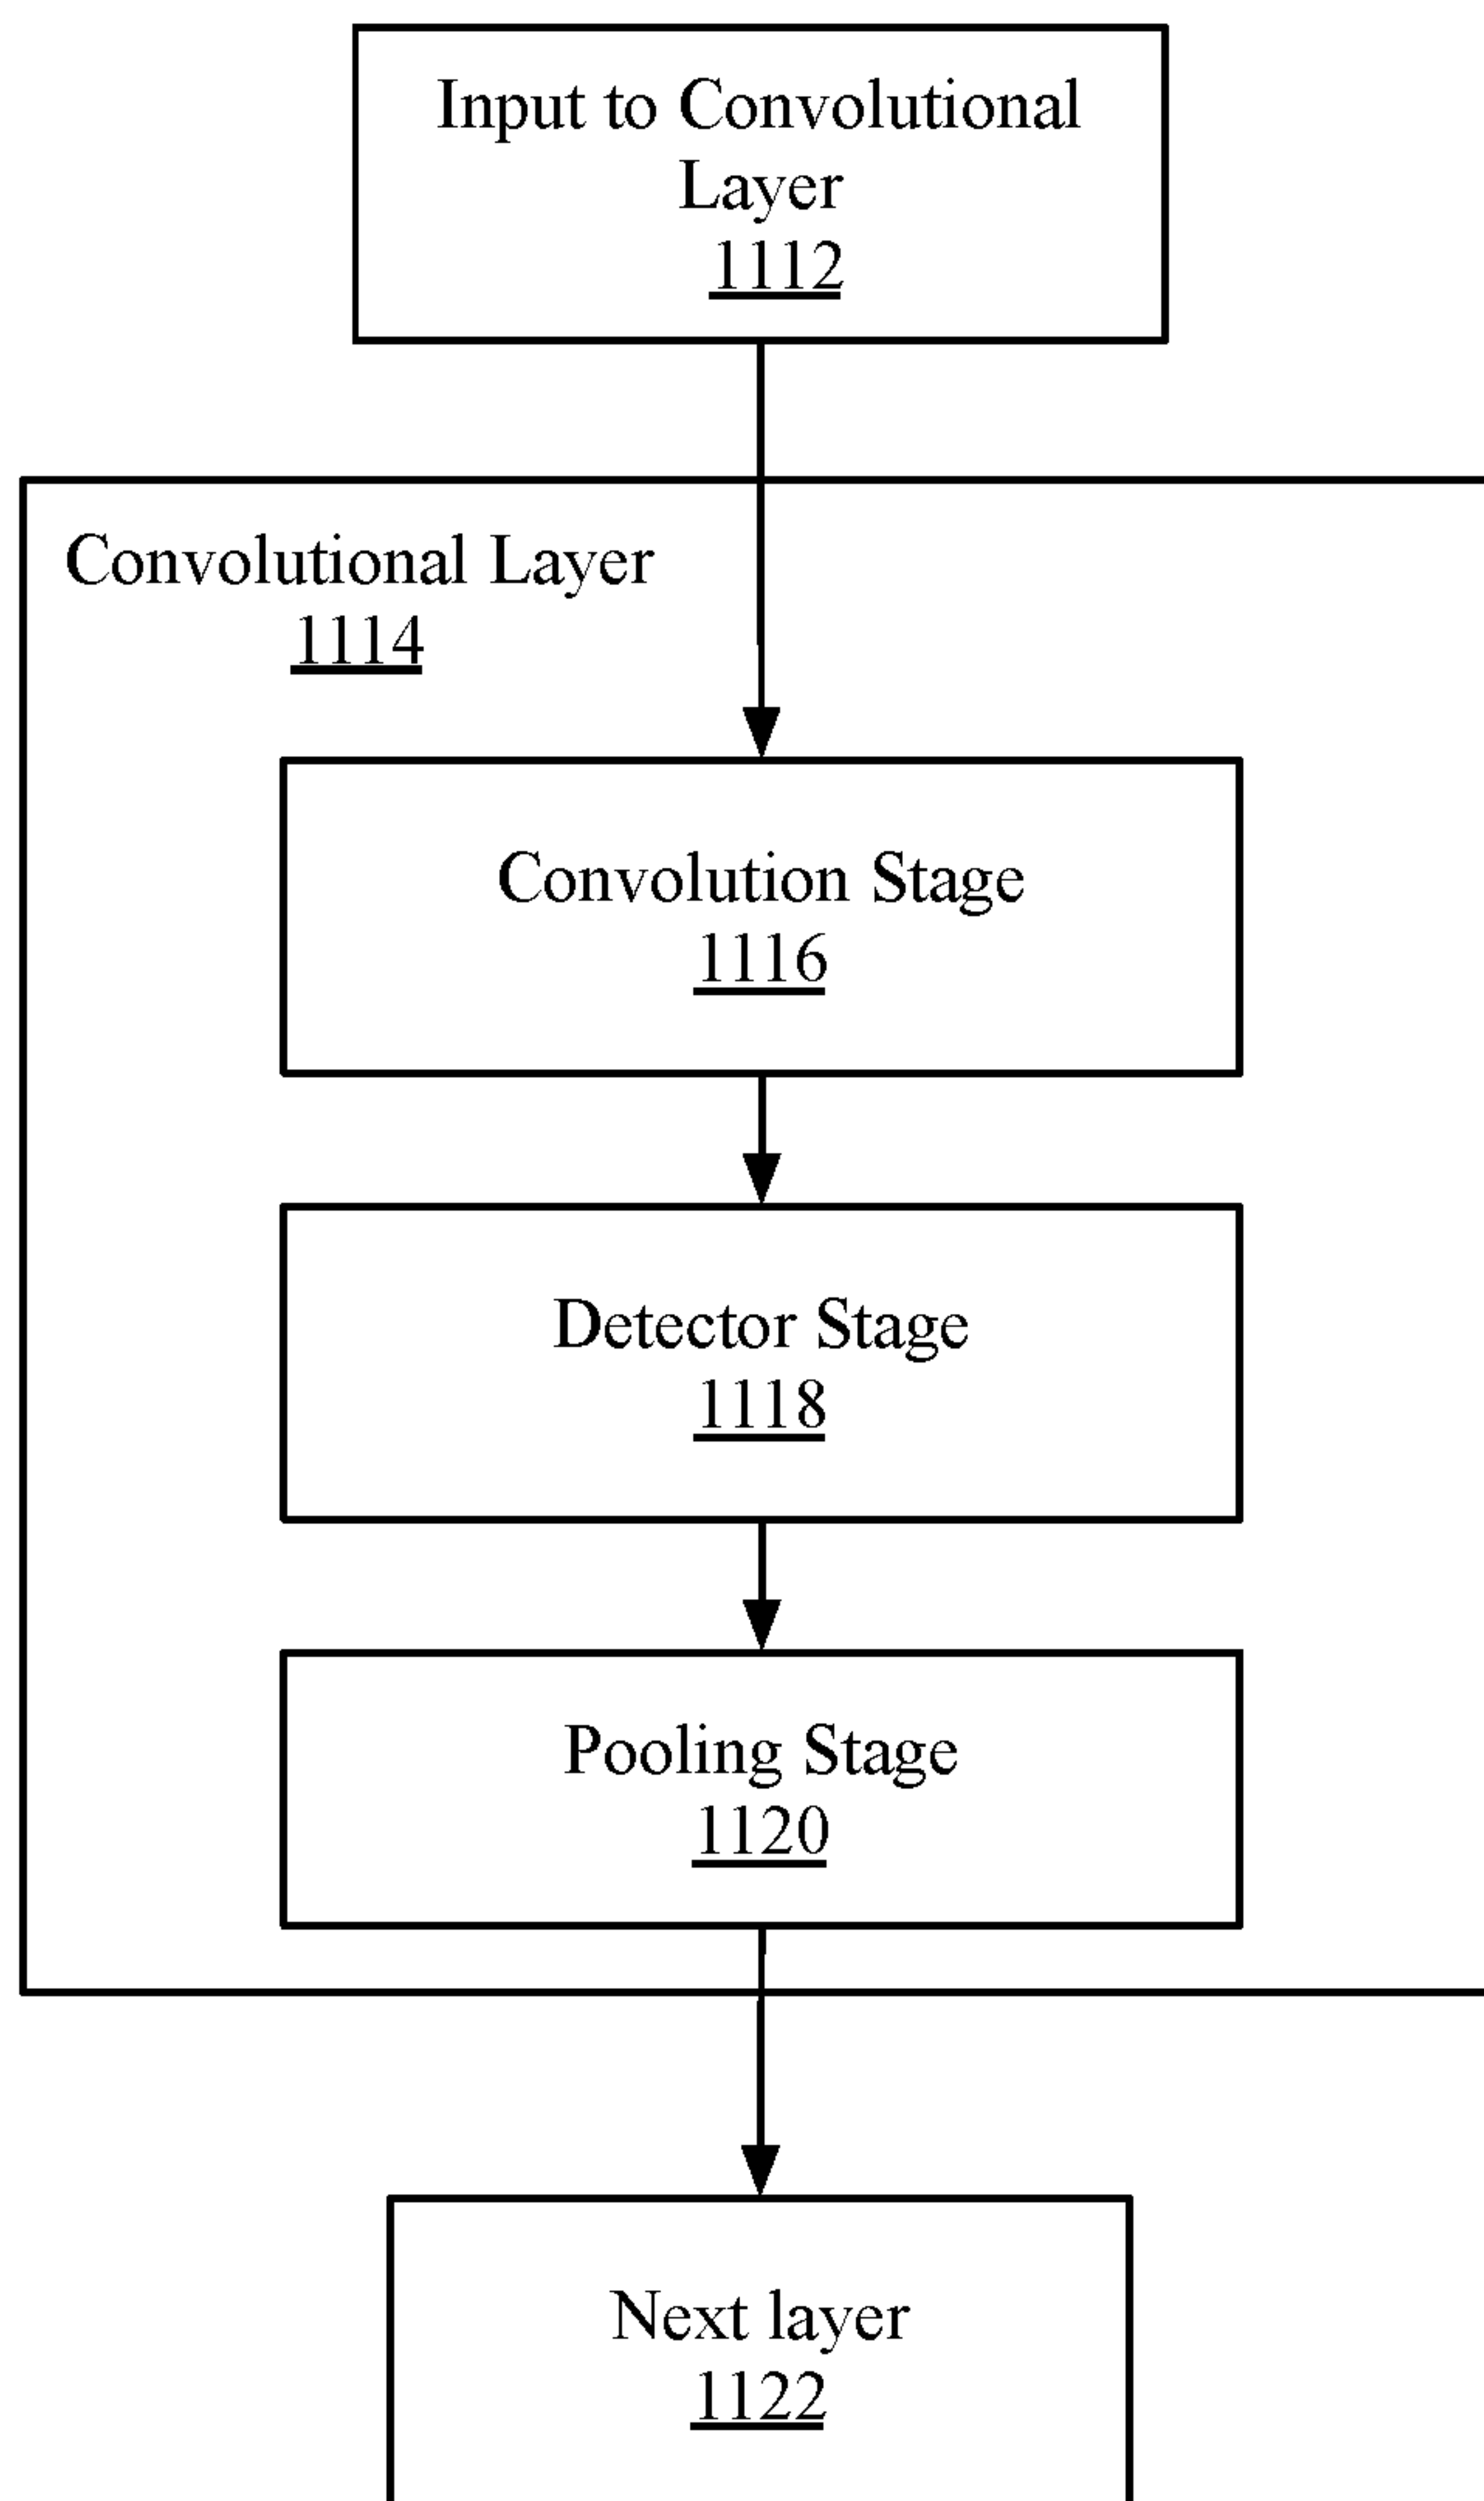 Input to Convolutional
Layer
1112
Convolutional Layer
1114
Convolution Stage
1116
Detector Stage
1118
Pooling Stage
1120
Next layer
1122